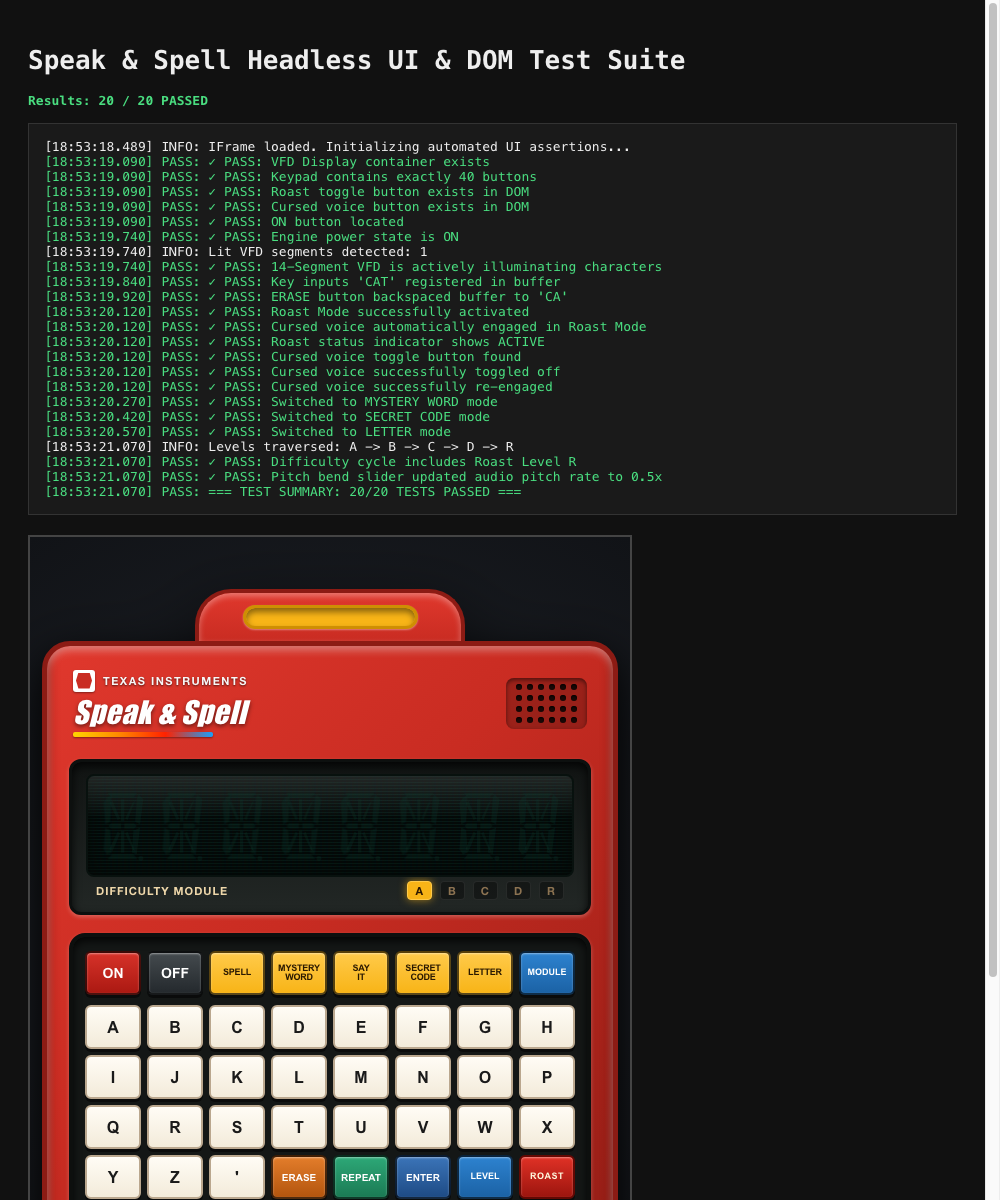 Speak & Spell Headless UI & DOM Test Suite
Results: 20 / 20 PASSED
[18:53:18.489] INFO: IFrame loaded. Initializing automated UI assertions...
[18:53:19.090] PASS: ✓ PASS: VFD Display container exists
[18:53:19.090] PASS: ✓ PASS: Keypad contains exactly 40 buttons
[18:53:19.090] PASS: ✓ PASS: Roast toggle button exists in DOM
[18:53:19.090] PASS: ✓ PASS: Cursed voice button exists in DOM
[18:53:19.090] PASS: ✓ PASS: ON button located
[18:53:19.740] PASS: ✓ PASS: Engine power state is ON
[18:53:19.740] INFO: Lit VFD segments detected: 1
[18:53:19.740] PASS: ✓ PASS: 14-Segment VFD is actively illuminating characters
[18:53:19.840] PASS: ✓ PASS: Key inputs 'CAT' registered in buffer
[18:53:19.920] PASS: ✓ PASS: ERASE button backspaced buffer to 'CA'
[18:53:20.120] PASS: ✓ PASS: Roast Mode successfully activated
[18:53:20.120] PASS: ✓ PASS: Cursed voice automatically engaged in Roast Mode
[18:53:20.120] PASS: ✓ PASS: Roast status indicator shows ACTIVE
[18:53:20.120] PASS: ✓ PASS: Cursed voice toggle button found
[18:53:20.120] PASS: ✓ PASS: Cursed voice successfully toggled off
[18:53:20.120] PASS: ✓ PASS: Cursed voice successfully re-engaged
[18:53:20.270] PASS: ✓ PASS: Switched to MYSTERY WORD mode
[18:53:20.420] PASS: ✓ PASS: Switched to SECRET CODE mode
[18:53:20.570] PASS: ✓ PASS: Switched to LETTER mode
[18:53:21.070] INFO: Levels traversed: A -> B -> C -> D -> R
[18:53:21.070] PASS: ✓ PASS: Difficulty cycle includes Roast Level R
[18:53:21.070] PASS: ✓ PASS: Pitch bend slider updated audio pitch rate to 0.5x
[18:53:21.070] PASS: === TEST SUMMARY: 20/20 TESTS PASSED ===
TEXAS INSTRUMENTS
Speak & Spell
DIFFICULTY MODULE A B C D R
ON OFF SPELL MYSTERY WORD SAY IT SECRET CODE LETTER MODULE
A B C D E F G H
I J K L M N O P
Q R S T U V W X
Y Z ' ERASE REPEAT ENTER LEVEL ROAST